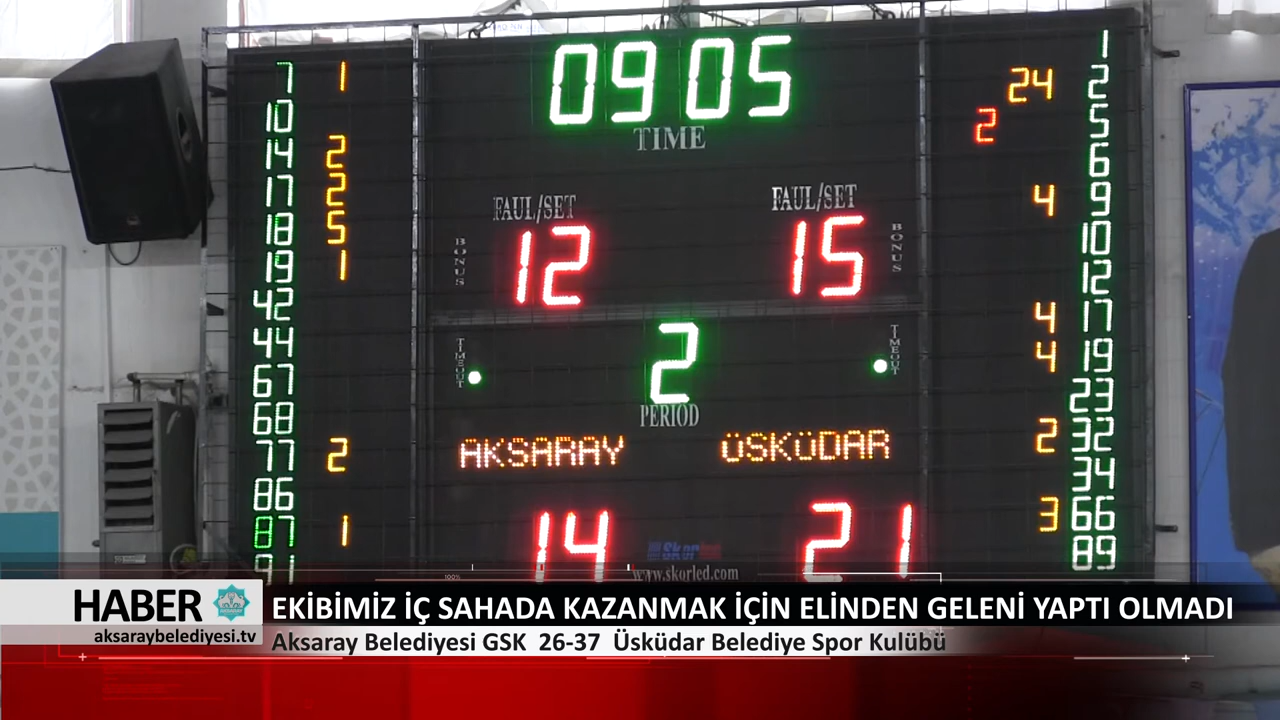 09 05
TIME
FAUL/SET FAUL/SET
BONUS 12 15 BONUS
TIMEOUT 2 TIMEOUT
PERIOD
AKSARAY ÜSKÜDAR
14 21
Skor
www.skorled.com
7 1
10
14 2
17 2
18 5
19 1
42
44
67
68
77 2
86
87 1
91
1
24 2
2 5
6
4 9
10
12
4 17
4 19
23
2 32
34
3 66
89
100%
HABER
aksaraybelediyesi.tv
EKİBİMİZ İÇ SAHADA KAZANMAK İÇİN ELİNDEN GELENİ YAPTI OLMADI
Aksaray Belediyesi GSK 26-37 Üsküdar Belediye Spor Kulübü